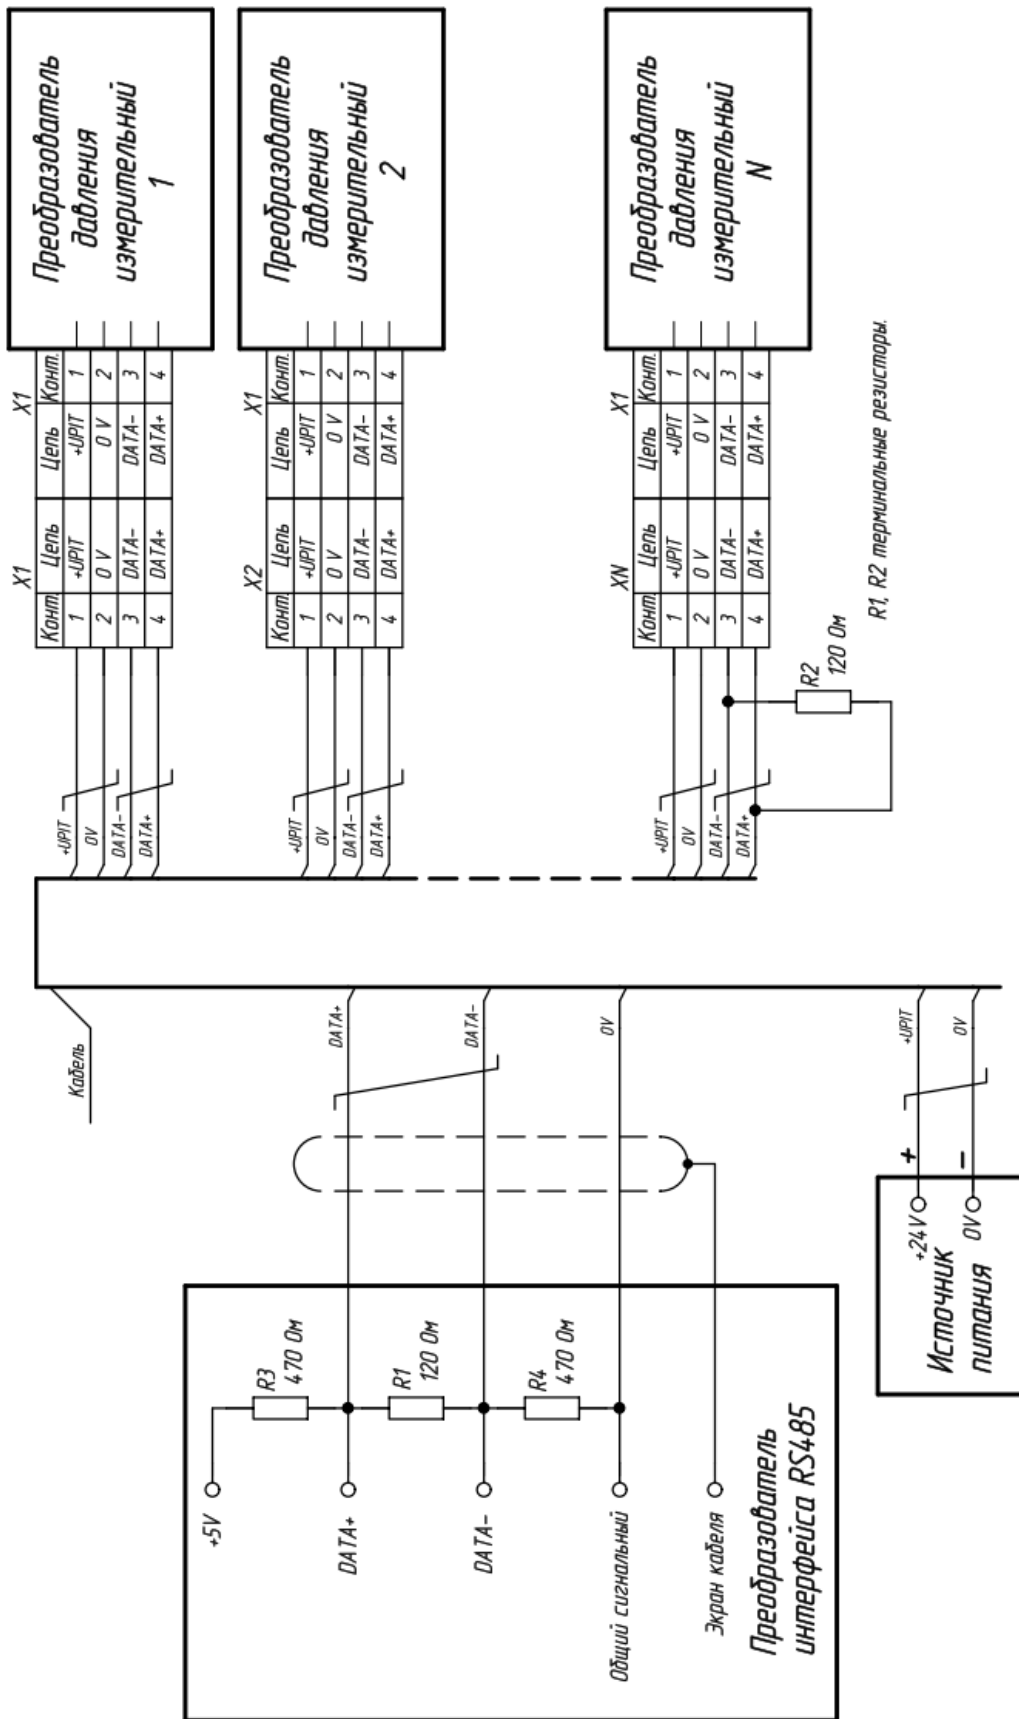 Преобразователь
давления
измерительный
1
X1
X1
Конт.
Цепь
Цепь
Конт.
1
+UPIT
+UPIT
1
2
0 V
0 V
2
3
DATA-
DATA-
3
4
DATA+
DATA+
4
+UPIT
0V
DATA-
DATA+
Преобразователь
давления
измерительный
2
X2
X1
Конт.
Цепь
Цепь
Конт.
1
+UPIT
+UPIT
1
2
0 V
0 V
2
3
DATA-
DATA-
3
4
DATA+
DATA+
4
+UPIT
0V
DATA-
DATA+
Преобразователь
давления
измерительный
N
XN
X1
Конт.
Цепь
Цепь
Конт.
1
+UPIT
+UPIT
1
2
0 V
0 V
2
3
DATA-
DATA-
3
4
DATA+
DATA+
4
+UPIT
0V
DATA-
DATA+
R2
120 Ом
R1, R2 терминальные резисторы.
Кабель
DATA+
DATA-
0V
+UPIT
0V
+5V
R3
470 Ом
DATA+
R1
120 Ом
DATA-
R4
470 Ом
Общий сигнальный
Экран кабеля
Преобразователь
интерфейса RS485
+
-
+24V
0V
Источник
питания